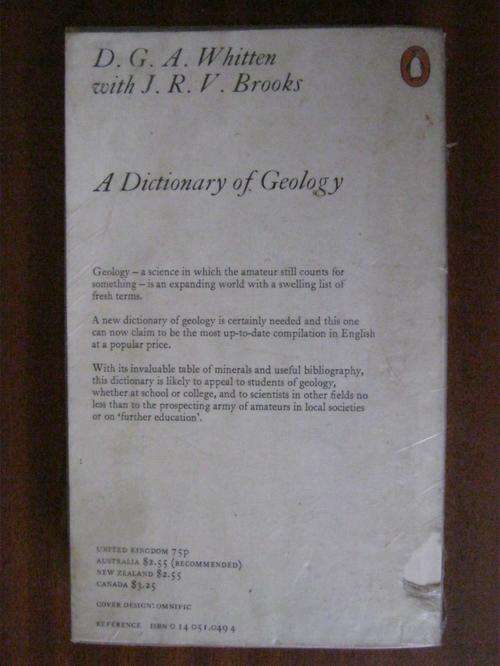 D. G. A. Whitten
with J. R. V. Brooks
A Dictionary of Geology
Geology – a science in which the amateur still counts for
something – is an expanding world with a swelling list of
fresh terms.
A new dictionary of geology is certainly needed and this one
can now claim to be the most up-to-date compilation in English
at a popular price.
With its invaluable table of minerals and useful bibliography,
this dictionary is likely to appeal to students of geology,
whether at school or college, and to scientists in other fields no
less than to the prospecting army of amateurs in local societies
or on ‘further education’.
UNITED KINGDOM 75p
AUSTRALIA $2.55 (RECOMMENDED)
NEW ZEALAND $2.55
CANADA $3.25
COVER DESIGN: OMNIFIC
REFERENCE ISBN 0 14 051.049 4